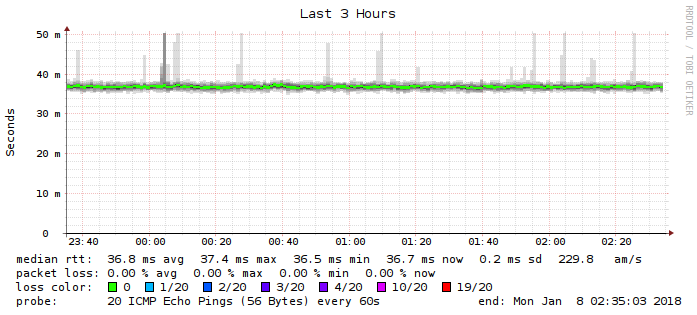 Last 3 Hours
RRDTOOL / TOBI OETIKER
Seconds
50 m
40 m
30 m
20 m
10 m
0
23:40 00:00 00:20 00:40 01:00 01:20 01:40 02:00 02:20
median rtt: 36.8 ms avg 37.4 ms max 36.5 ms min 36.7 ms now 0.2 ms sd 229.8 am/s
packet loss: 0.00 % avg 0.00 % max 0.00 % min 0.00 % now
loss color: 0 1/20 2/20 3/20 4/20 10/20 19/20
probe: 20 ICMP Echo Pings (56 Bytes) every 60s end: Mon Jan 8 02:35:03 2018